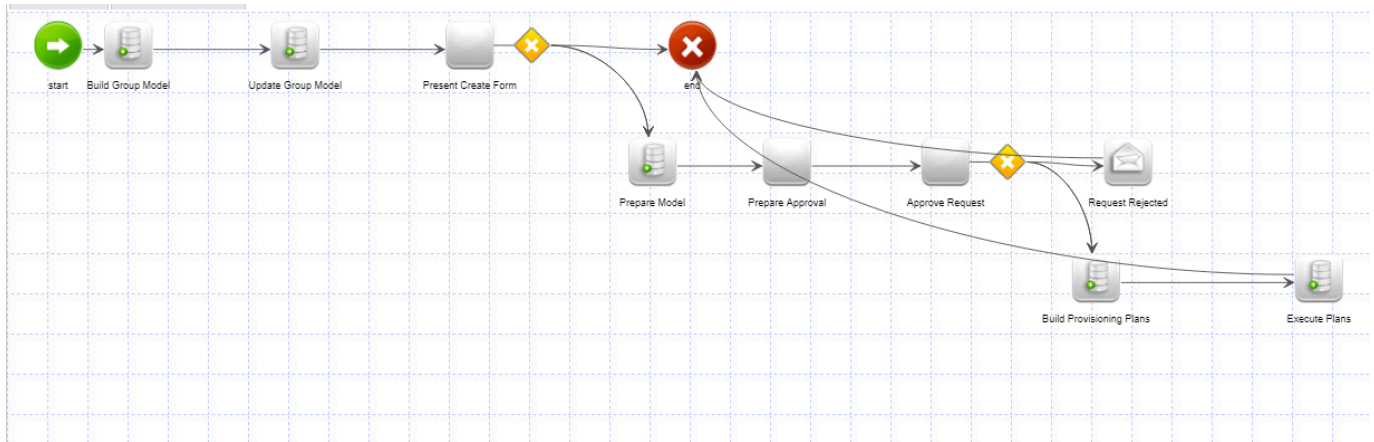 start
Build Group Model
Update Group Model
Present Create Form
end
Prepare Model
Prepare Approval
Approve Request
Request Rejected
Build Provisioning Plans
Execute Plans